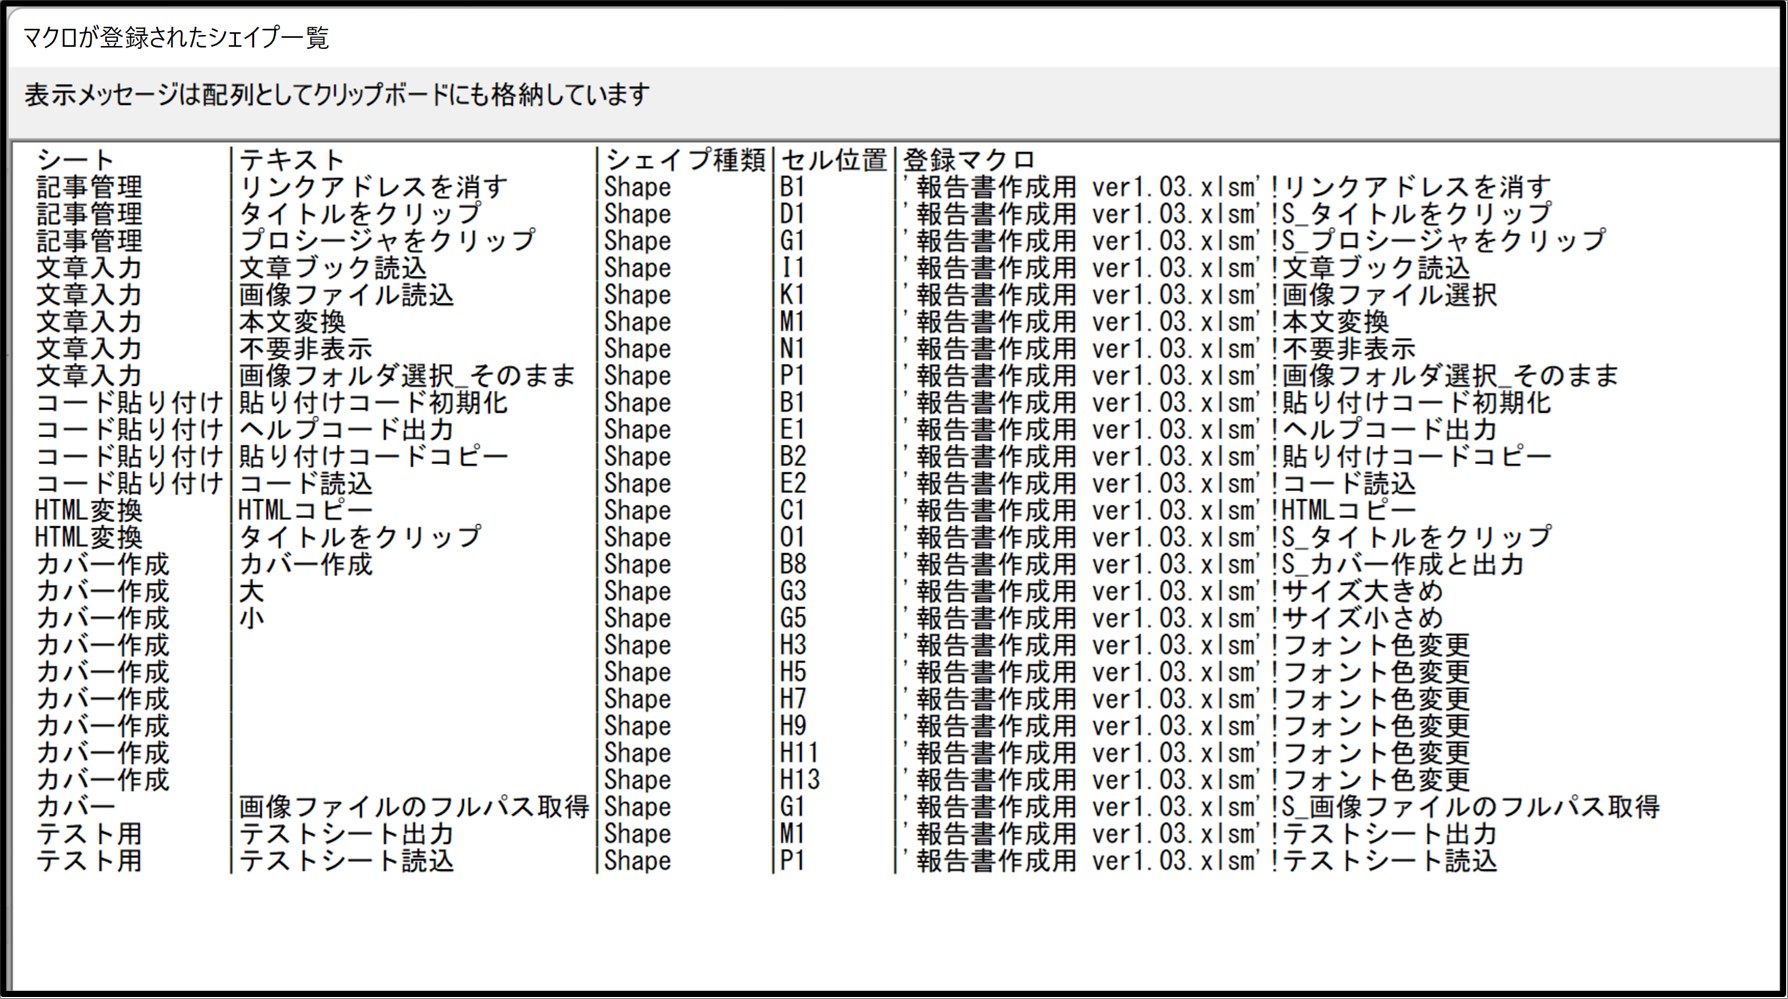 マクロが登録されたシェイプ一覧
表示メッセージは配列としてクリップボードにも格納しています
シート|テキスト|シェイプ種類|セル位置|登録マクロ
記事管理|リンクアドレスを消す|Shape|B1|'報告書作成用 ver1.03.xlsm'!リンクアドレスを消す
記事管理|タイトルをクリップ|Shape|D1|'報告書作成用 ver1.03.xlsm'!S_タイトルをクリップ
記事管理|プロシージャをクリップ|Shape|G1|'報告書作成用 ver1.03.xlsm'!S_プロシージャをクリップ
文章入力|文章ブック読込|Shape|I1|'報告書作成用 ver1.03.xlsm'!文章ブック読込
文章入力|画像ファイル読込|Shape|K1|'報告書作成用 ver1.03.xlsm'!画像ファイル選択
文章入力|本文変換|Shape|M1|'報告書作成用 ver1.03.xlsm'!本文変換
文章入力|不要非表示|Shape|N1|'報告書作成用 ver1.03.xlsm'!不要非表示
文章入力|画像フォルダ選択_そのまま|Shape|P1|'報告書作成用 ver1.03.xlsm'!画像フォルダ選択_そのまま
コード貼り付け|貼り付けコード初期化|Shape|B1|'報告書作成用 ver1.03.xlsm'!貼り付けコード初期化
コード貼り付け|ヘルプコード出力|Shape|E1|'報告書作成用 ver1.03.xlsm'!ヘルプコード出力
コード貼り付け|貼り付けコードコピー|Shape|B2|'報告書作成用 ver1.03.xlsm'!貼り付けコードコピー
コード貼り付け|コード読込|Shape|E2|'報告書作成用 ver1.03.xlsm'!コード読込
HTML変換|HTMLコピー|Shape|C1|'報告書作成用 ver1.03.xlsm'!HTMLコピー
HTML変換|タイトルをクリップ|Shape|O1|'報告書作成用 ver1.03.xlsm'!S_タイトルをクリップ
カバー作成|カバー作成|Shape|B8|'報告書作成用 ver1.03.xlsm'!S_カバー作成と出力
カバー作成|大|Shape|G3|'報告書作成用 ver1.03.xlsm'!サイズ大きめ
カバー作成|小|Shape|G5|'報告書作成用 ver1.03.xlsm'!サイズ小さめ
カバー作成||Shape|H3|'報告書作成用 ver1.03.xlsm'!フォント色変更
カバー作成||Shape|H5|'報告書作成用 ver1.03.xlsm'!フォント色変更
カバー作成||Shape|H7|'報告書作成用 ver1.03.xlsm'!フォント色変更
カバー作成||Shape|H9|'報告書作成用 ver1.03.xlsm'!フォント色変更
カバー作成||Shape|H11|'報告書作成用 ver1.03.xlsm'!フォント色変更
カバー作成||Shape|H13|'報告書作成用 ver1.03.xlsm'!フォント色変更
カバー|画像ファイルのフルパス取得|Shape|G1|'報告書作成用 ver1.03.xlsm'!S_画像ファイルのフルパス取得
テスト用|テストシート出力|Shape|M1|'報告書作成用 ver1.03.xlsm'!テストシート出力
テスト用|テストシート読込|Shape|P1|'報告書作成用 ver1.03.xlsm'!テストシート読込